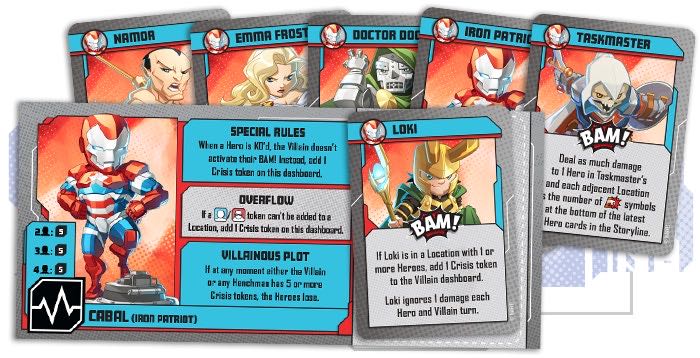 NAMOR
EMMA FROST
DOCTOR DOO
IRON PATRIO
TASKMASTER
BAM!
Deal as much damage
to 1 Hero in Taskmaster's
and each adjacent Location
s the number of symbols
at the bottom of the latest
Hero cards in the Storyline.
SPECIAL RULES
When a Hero is KO'd, the Villain doesn't
activate their BAM! Instead, add 1
Crisis token on this dashboard.
OVERFLOW
If a / token can't be added to a
Location, add 1 Crisis token on this dashboard.
VILLAINOUS PLOT
If at any moment either the Villain
or any Henchman has 5 or more
Crisis tokens, the Heroes lose.
2 : 5
3 : 5
4 : 5
CABAL (IRON PATRIOT)
LOKI
BAM!
If Loki is in a Location with 1 or
more Heroes, add 1 Crisis token
to the Villain dashboard.
Loki ignores 1 damage each
Hero and Villain turn.